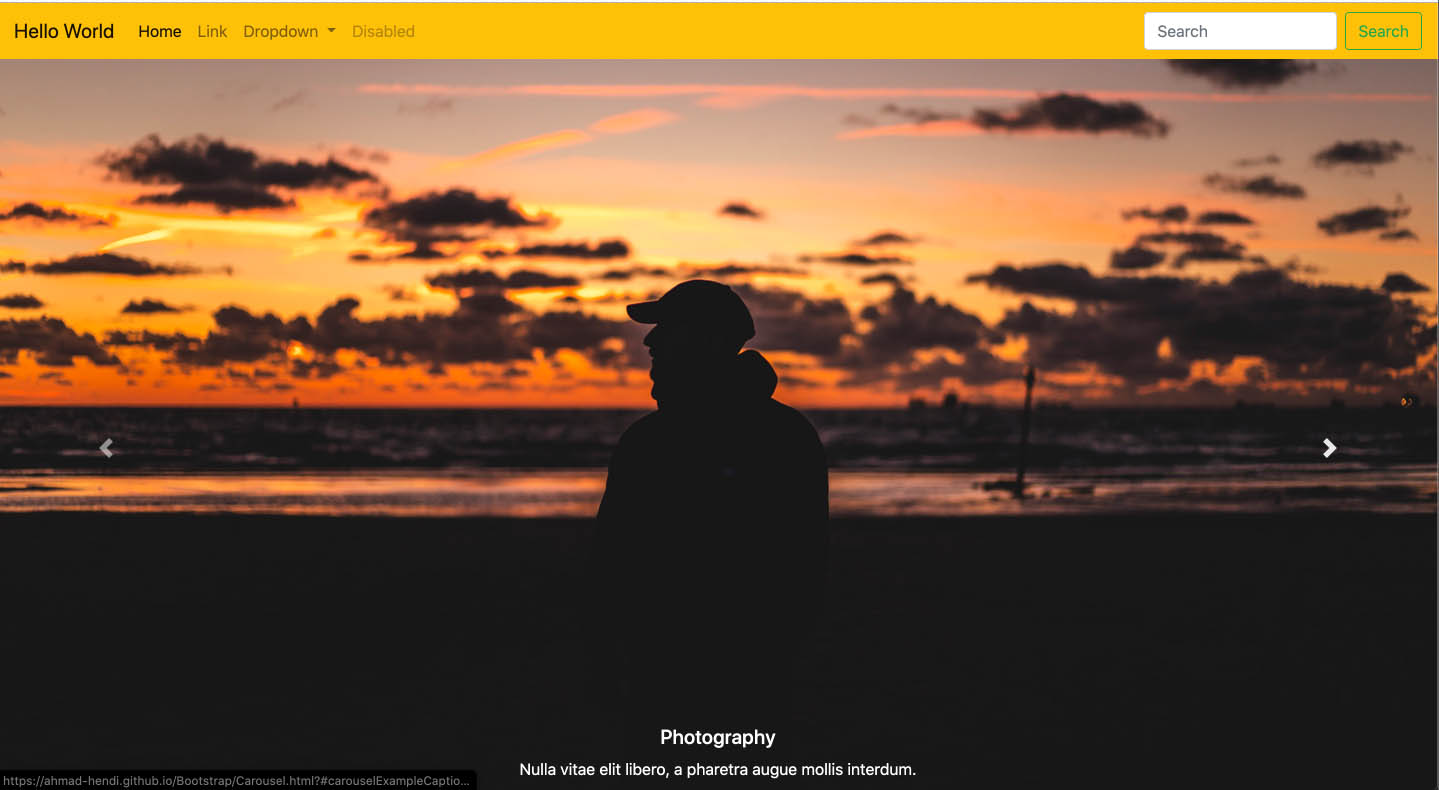 Hello World Home Link Dropdown Disabled Search Search
Photography
Nulla vitae elit libero, a pharetra augue mollis interdum.
https://ahmad-hendi.github.io/Bootstrap/Carousel.html?#carouselExampleCaptio...